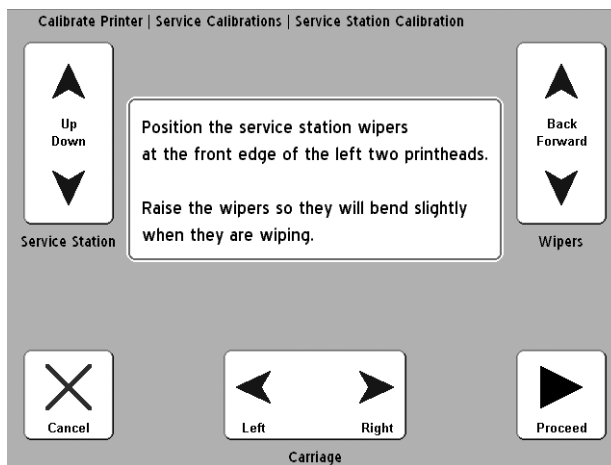 Calibrate Printer | Service Calibrations | Service Station Calibration
Up
Down
Service Station
Position the service station wipers
at the front edge of the left two printheads.
Raise the wipers so they will bend slightly
when they are wiping.
Back
Forward
Wipers
Cancel
Left
Right
Carriage
Proceed